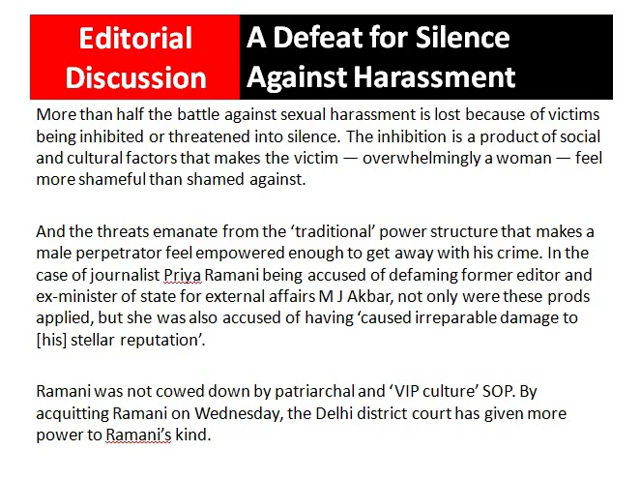 Editorial
Discussion
A Defeat for Silence
Against Harassment
More than half the battle against sexual harassment is lost because of victims
being inhibited or threatened into silence. The inhibition is a product of social
and cultural factors that makes the victim — overwhelmingly a woman — feel
more shameful than shamed against.
And the threats emanate from the ‘traditional’ power structure that makes a
male perpetrator feel empowered enough to get away with his crime. In the
case of journalist Priya Ramani being accused of defaming former editor and
ex-minister of state for external affairs M J Akbar, not only were these prods
applied, but she was also accused of having ‘caused irreparable damage to
[his] stellar reputation’.
Ramani was not cowed down by patriarchal and ‘VIP culture’ SOP. By
acquitting Ramani on Wednesday, the Delhi district court has given more
power to Ramani’s kind.